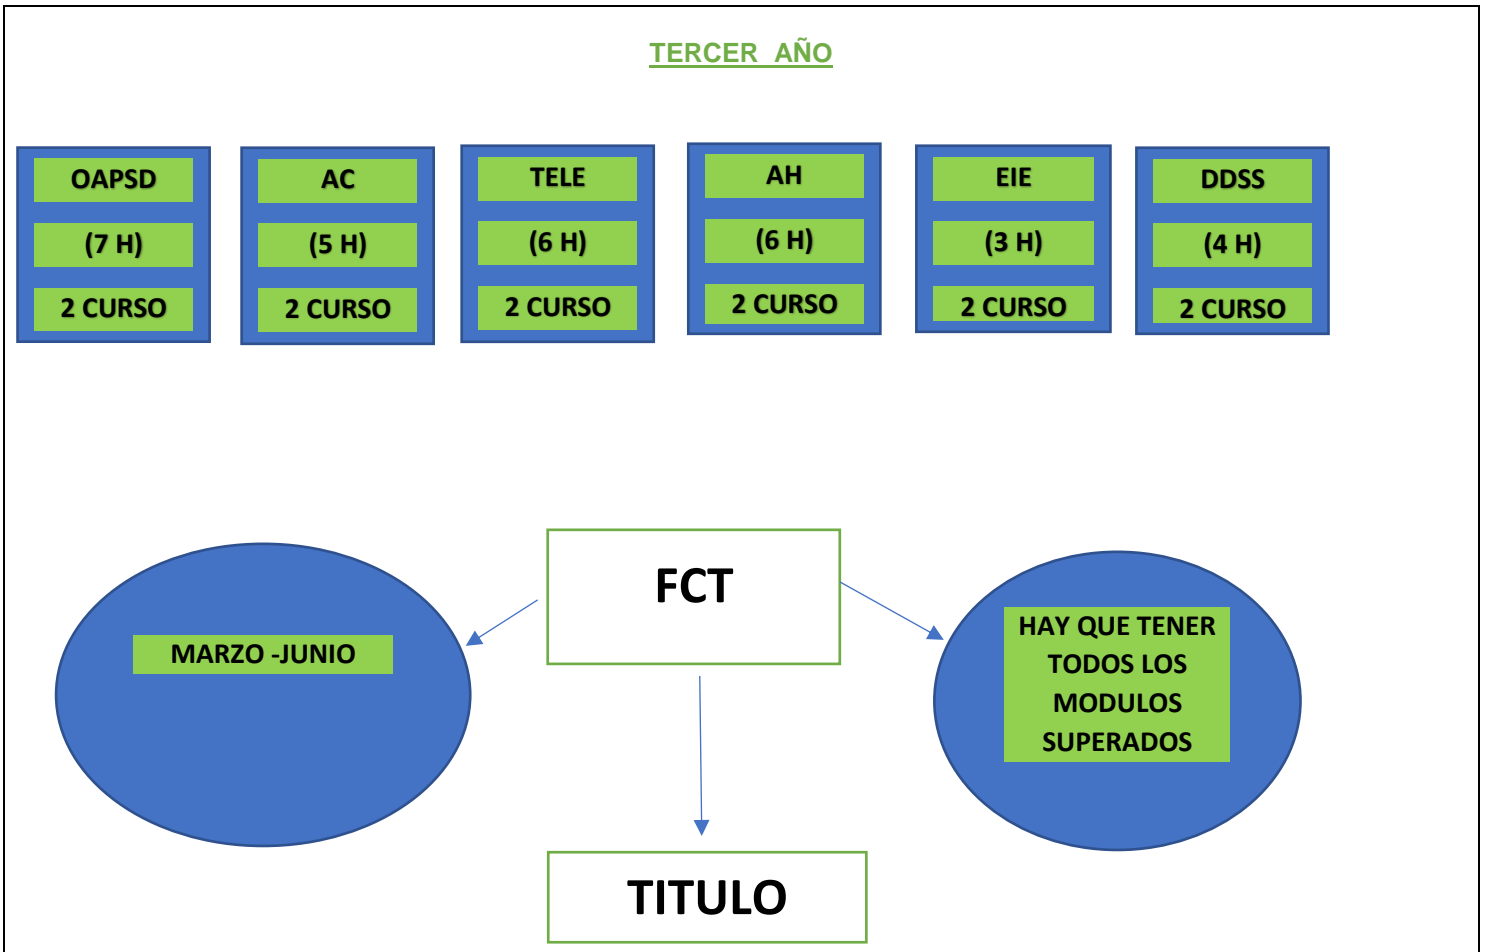 TERCER AÑO
OAPSD
(7 H)
2 CURSO
AC
(5 H)
2 CURSO
TELE
(6 H)
2 CURSO
AH
(6 H)
2 CURSO
EIE
(3 H)
2 CURSO
DDSS
(4 H)
2 CURSO
FCT
MARZO -JUNIO
HAY QUE TENER
TODOS LOS
MODULOS
SUPERADOS
TITULO